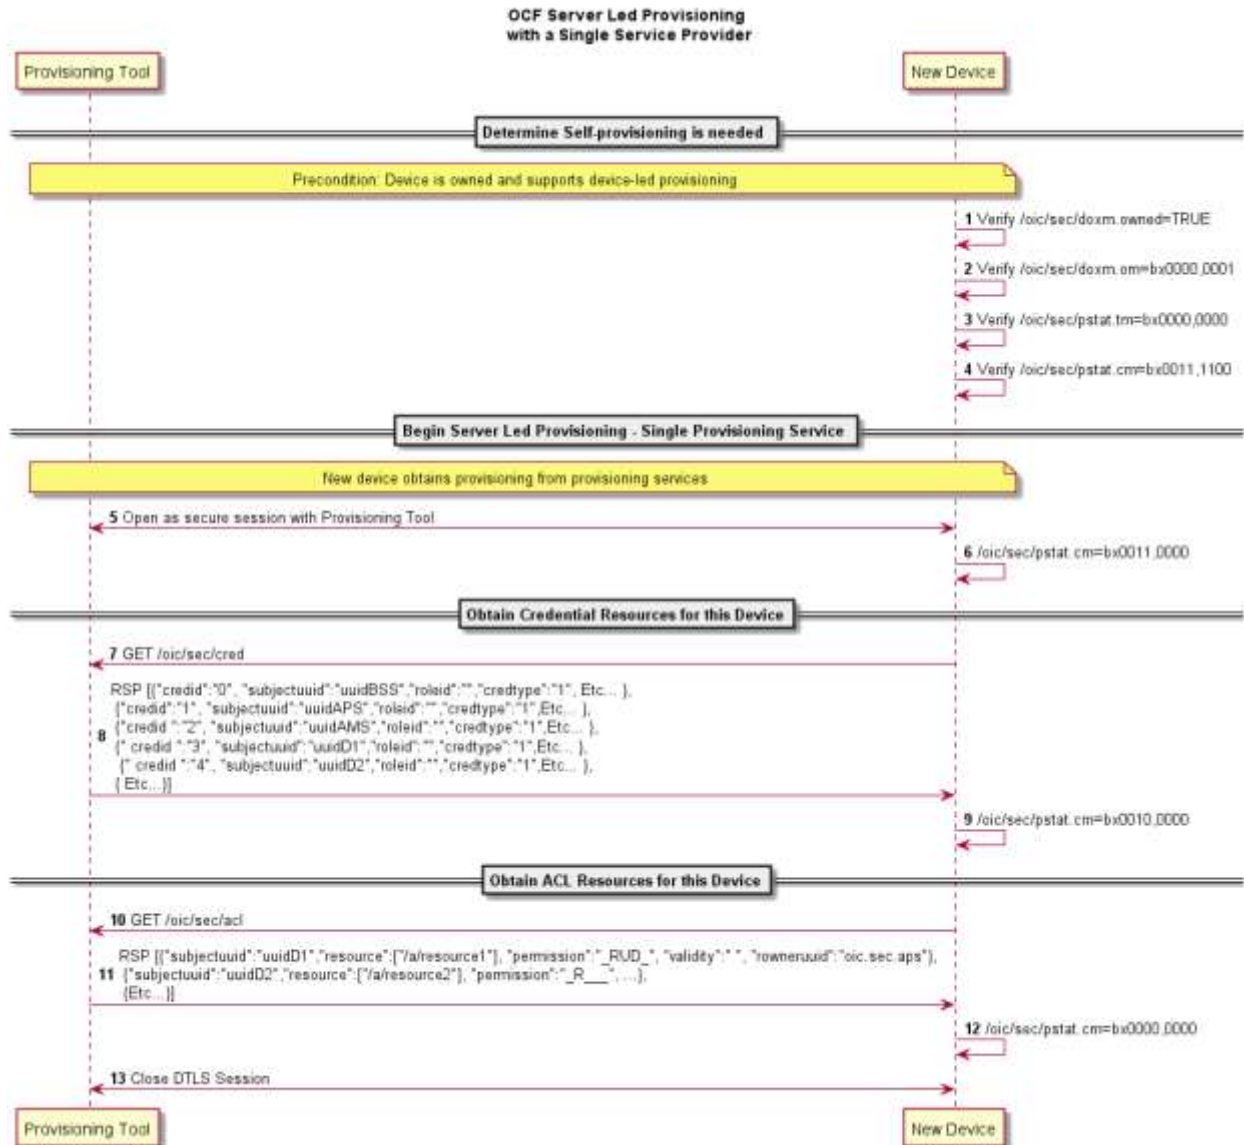 OCF Server Led Provisioning
with a Single Service Provider
Provisioning Tool
New Device
Determine Self-provisioning is needed
Precondition: Device is owned and supports device-led provisioning
1 Verify /oic/sec/doxm.owned=TRUE
2 Verify /oic/sec/doxm.om=bx0000,0001
3 Verify /oic/sec/pstat.tm=bx0000,0000
4 Verify /oic/sec/pstat.cm=bx0011,1100
Begin Server Led Provisioning - Single Provisioning Service
New device obtains provisioning from provisioning services
5 Open as secure session with Provisioning Tool
6 /oic/sec/pstat.cm=bx0011,0000
Obtain Credential Resources for this Device
7 GET /oic/sec/cred
RSP [{"credid":"0", "subjectuuid":"uuidBSS","roleid":"","credtype":"1", Etc... },
{"credid":"1", "subjectuuid":"uuidAPS","roleid":"","credtype":"1",Etc... },
{"credid ":"2", "subjectuuid":"uuidAMS","roleid":"","credtype":"1",Etc... },
8 {" credid ":"3", "subjectuuid":"uuidD1","roleid":"","credtype":"1",Etc... },
{" credid ":"4", "subjectuuid":"uuidD2","roleid":"","credtype":"1",Etc... },
{ Etc...}]
9 /oic/sec/pstat.cm=bx0010,0000
Obtain ACL Resources for this Device
10 GET /oic/sec/acl
RSP [{"subjectuuid":"uuidD1","resource":["/a/resource1"], "permission":"_RUD_", "validity":" ", "rowneruuid":"oic.sec.aps"},
11 {"subjectuuid":"uuidD2","resource":["/a/resource2"], "permission":"_R___", ...},
{Etc...}]
12 /oic/sec/pstat.cm=bx0000,0000
13 Close DTLS Session
Provisioning Tool
New Device